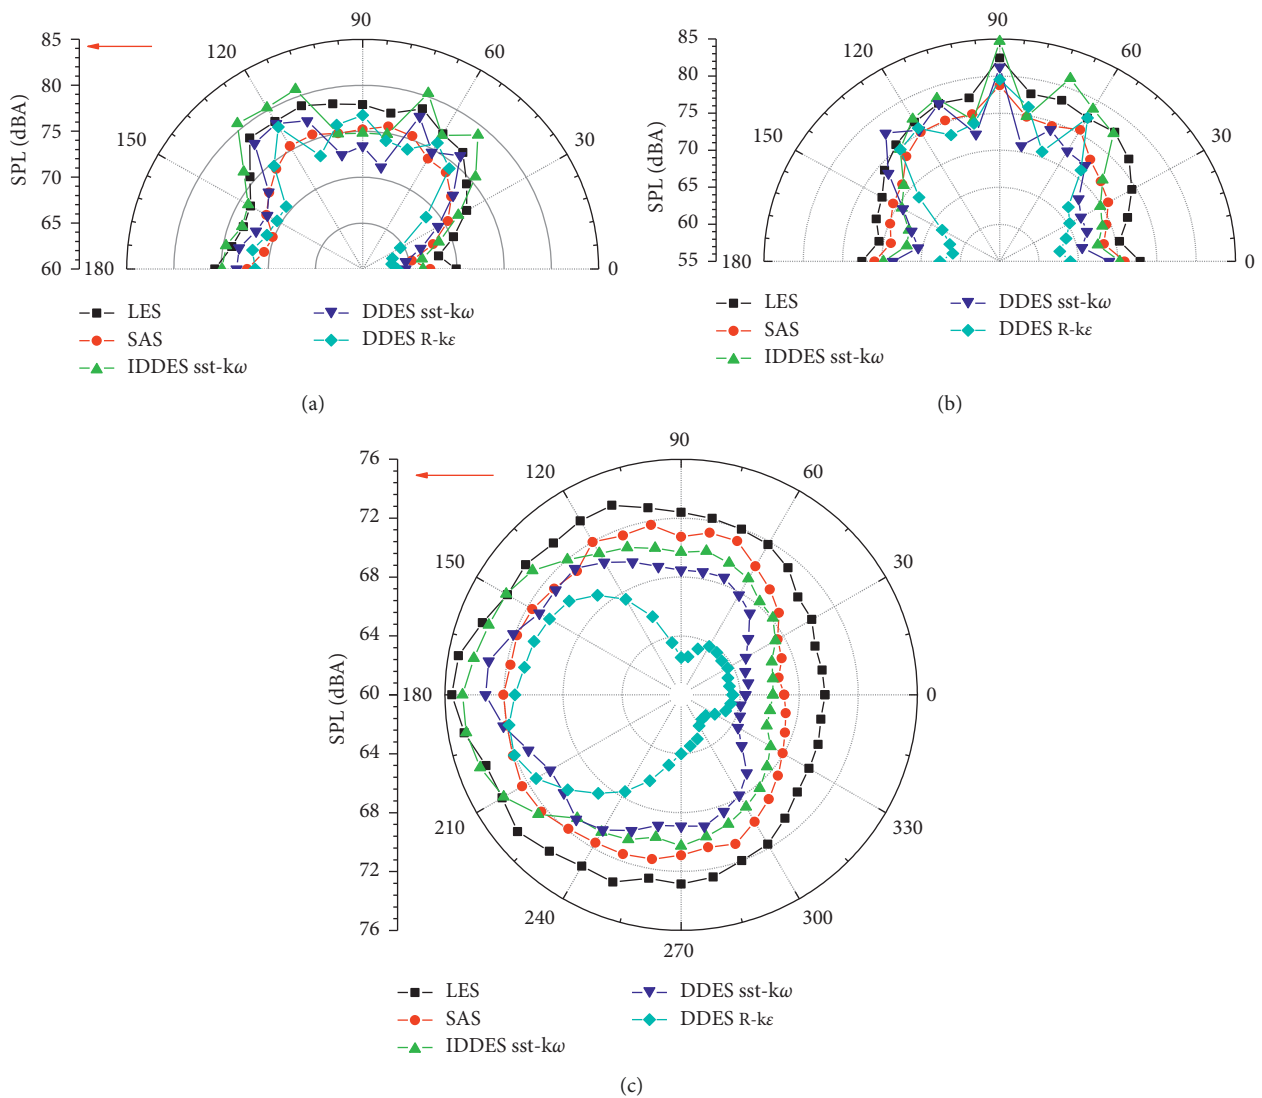 90
120
60
150
30
180
0
85
80
75
70
65
60
SPL (dBA)
LES
SAS
IDDES sst-kω
DDES sst-kω
DDES R-kε
(a)
90
120
60
150
30
180
0
85
80
75
70
65
60
55
SPL (dBA)
LES
SAS
IDDES sst-kω
DDES sst-kω
DDES R-kε
(b)
90
120
60
150
30
180
0
210
330
240
300
270
76
72
68
64
60
64
68
72
76
SPL (dBA)
LES
SAS
IDDES sst-kω
DDES sst-kω
DDES R-kε
(c)